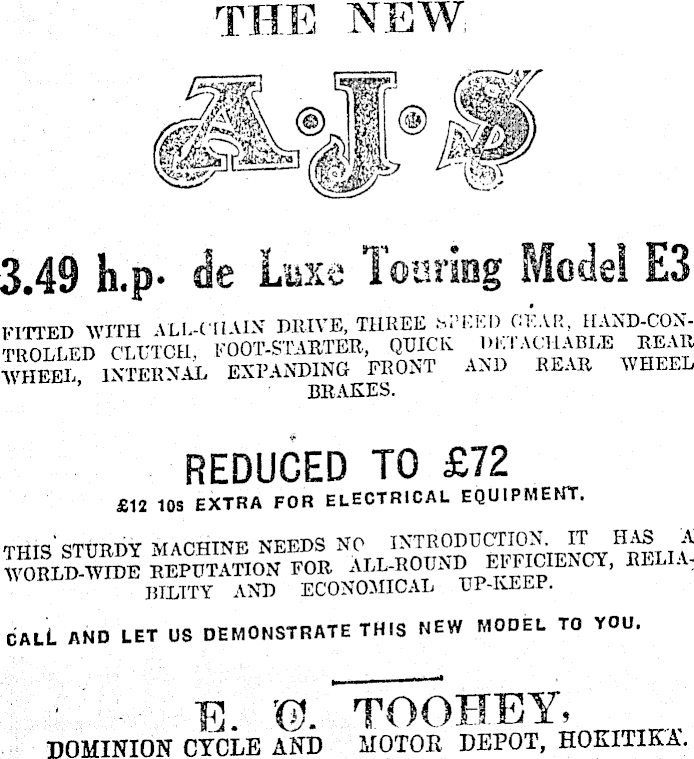 THE NEW
A·J·S
3.49 h.p. de Luxe Touring Model E3
FITTED WITH ALL-CHAIN DRIVE, THREE SPEED GEAR, HAND-CON-
TROLLED CLUTCH, FOOT-STARTER, QUICK DETACHABLE REAR
WHEEL, INTERNAL EXPANDING FRONT AND REAR WHEEL
BRAKES.
REDUCED TO £72
£12 10s EXTRA FOR ELECTRICAL EQUIPMENT.
THIS STURDY MACHINE NEEDS NO INTRODUCTION. IT HAS A
WORLD-WIDE REPUTATION FOR ALL-ROUND EFFICIENCY, RELIA-
BILITY AND ECONOMICAL UP-KEEP.
CALL AND LET US DEMONSTRATE THIS NEW MODEL TO YOU.
E. C. TOOHEY,
DOMINION CYCLE AND MOTOR DEPOT, HOKITIKA.